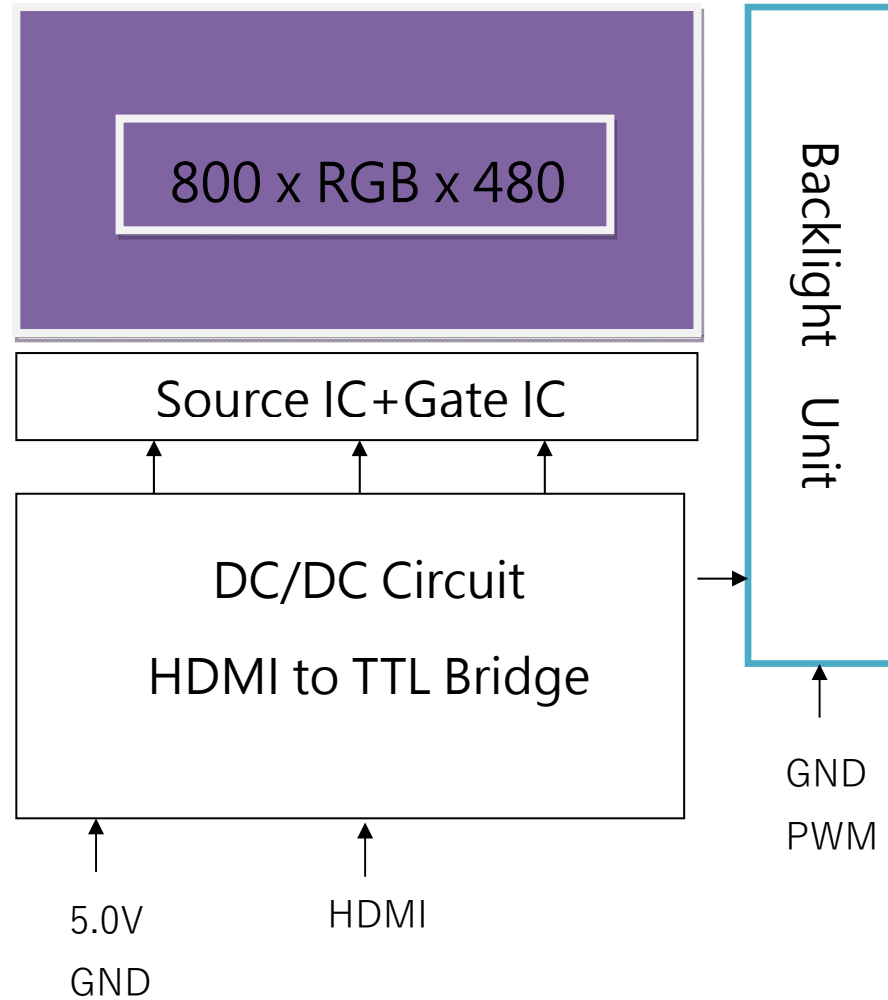 800 x RGB x 480
Backlight Unit
Source IC+Gate IC
DC/DC Circuit
HDMI to TTL Bridge
GND
PWM
5.0V
GND
HDMI